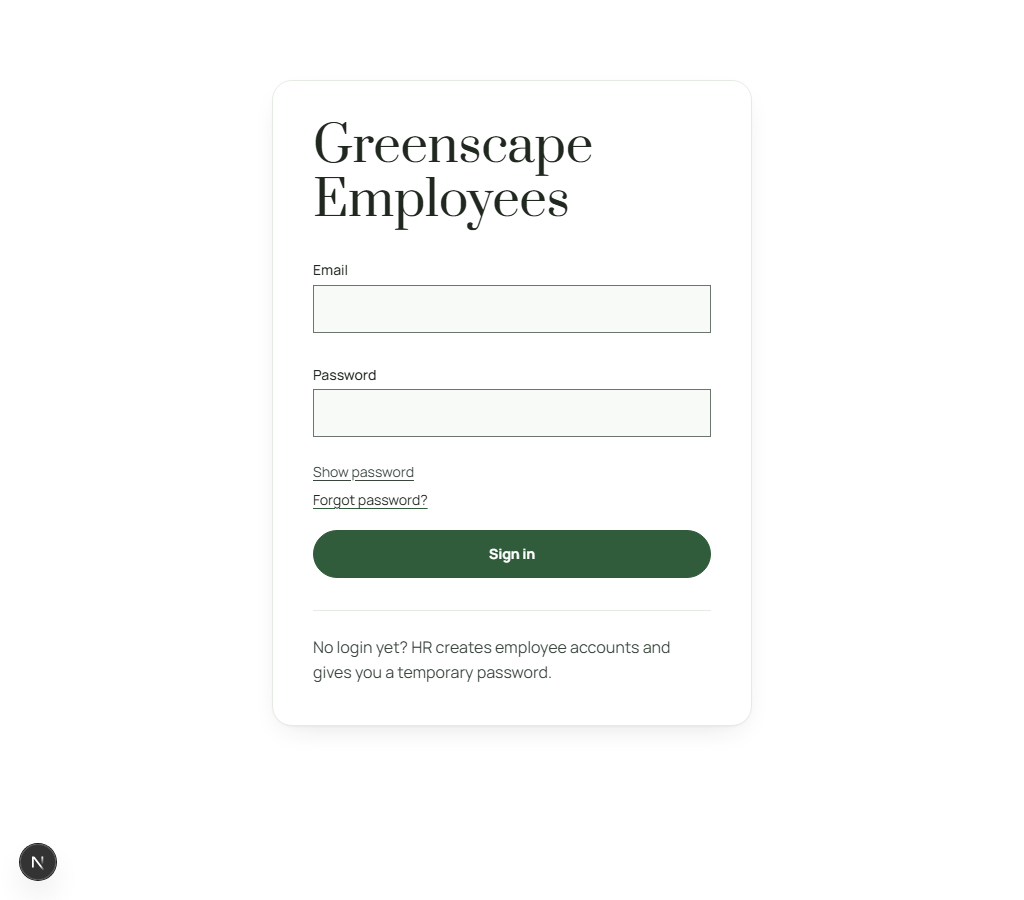 Greenscape
Employees
Email
Password
Show password
Forgot password?
Sign in
No login yet? HR creates employee accounts and
gives you a temporary password.
N